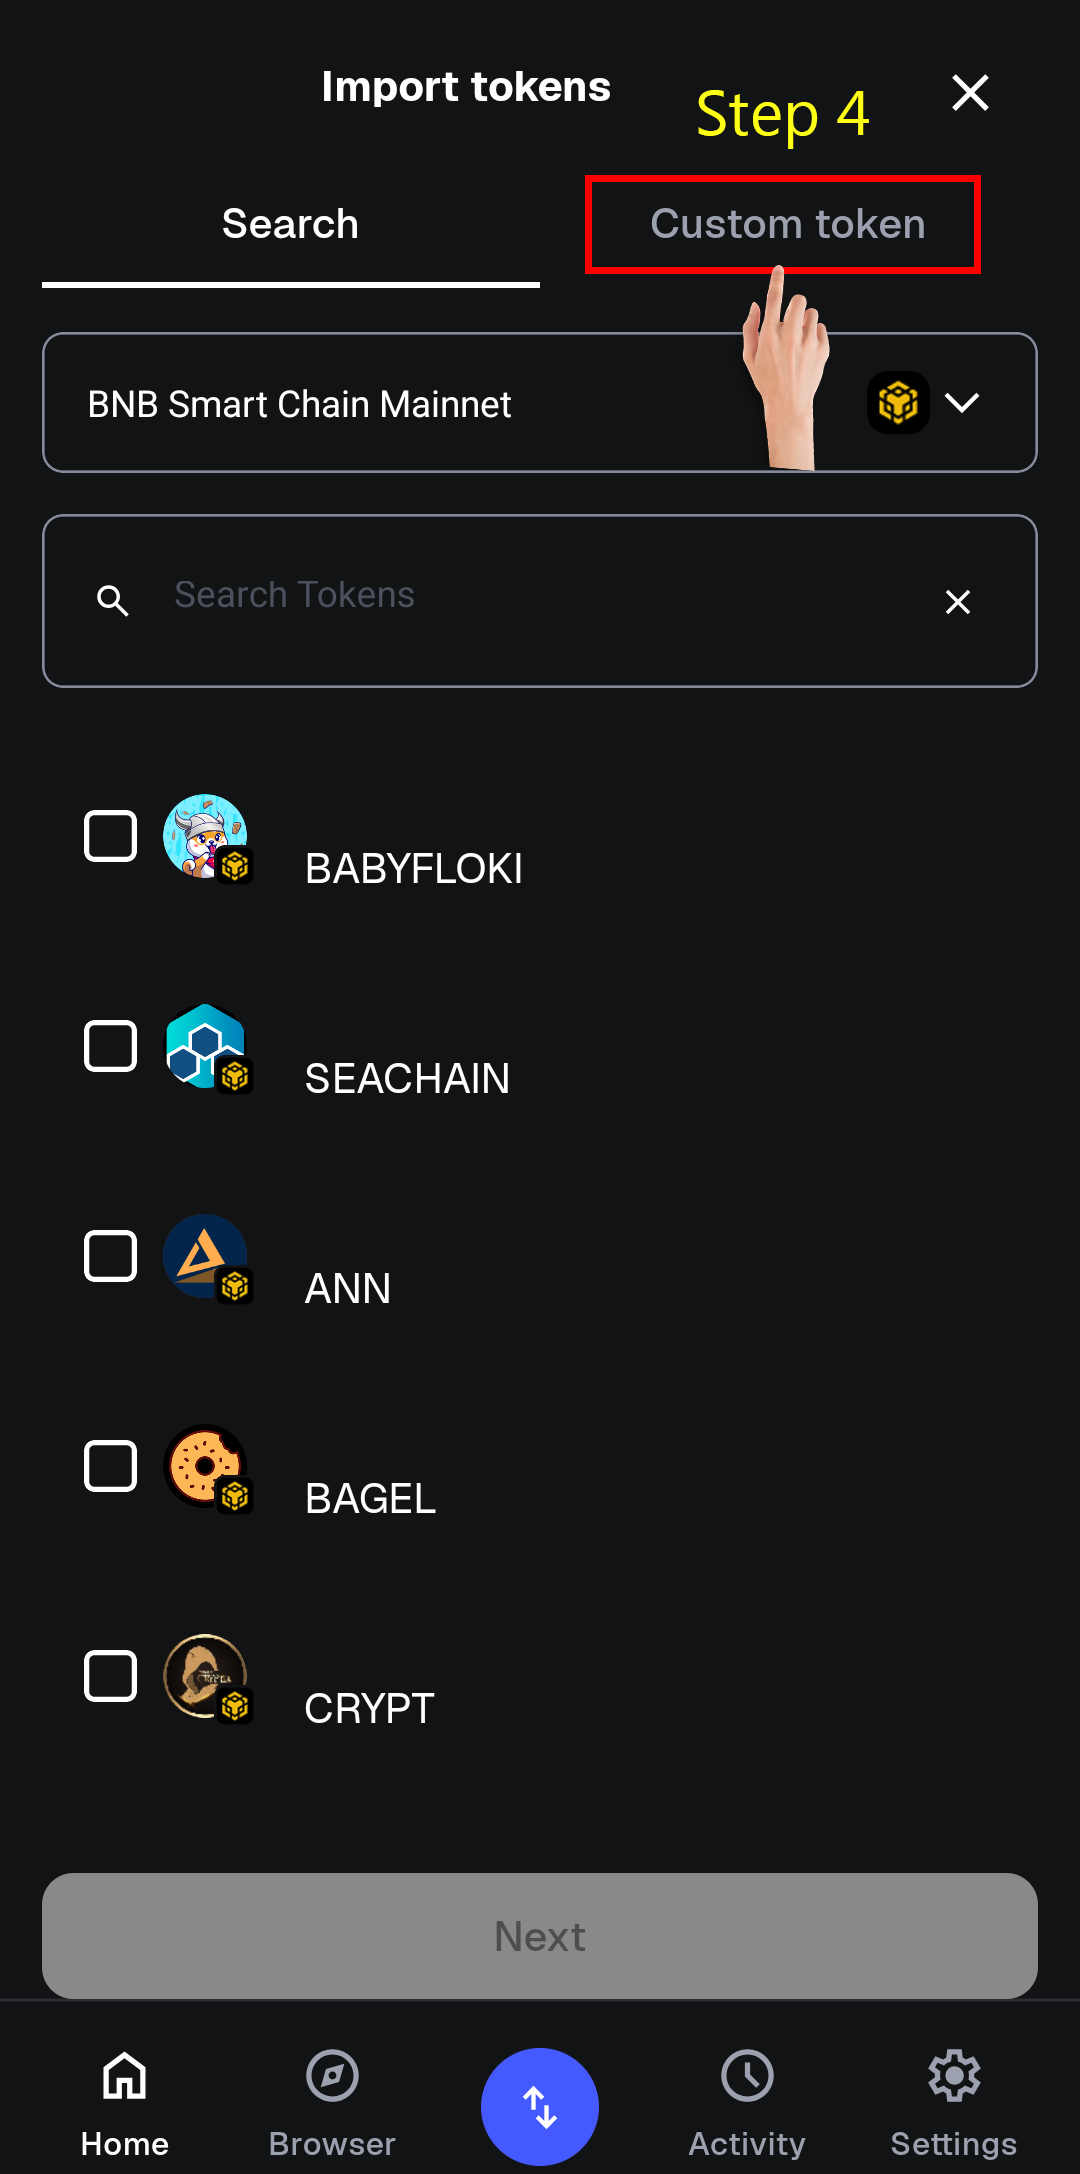 Import tokens
Step 4
Search
Custom token
BNB Smart Chain Mainnet
Search Tokens
BABYFLOKI
SEACHAIN
ANN
BAGEL
CRYPT
Next
Home
Browser
Activity
Settings